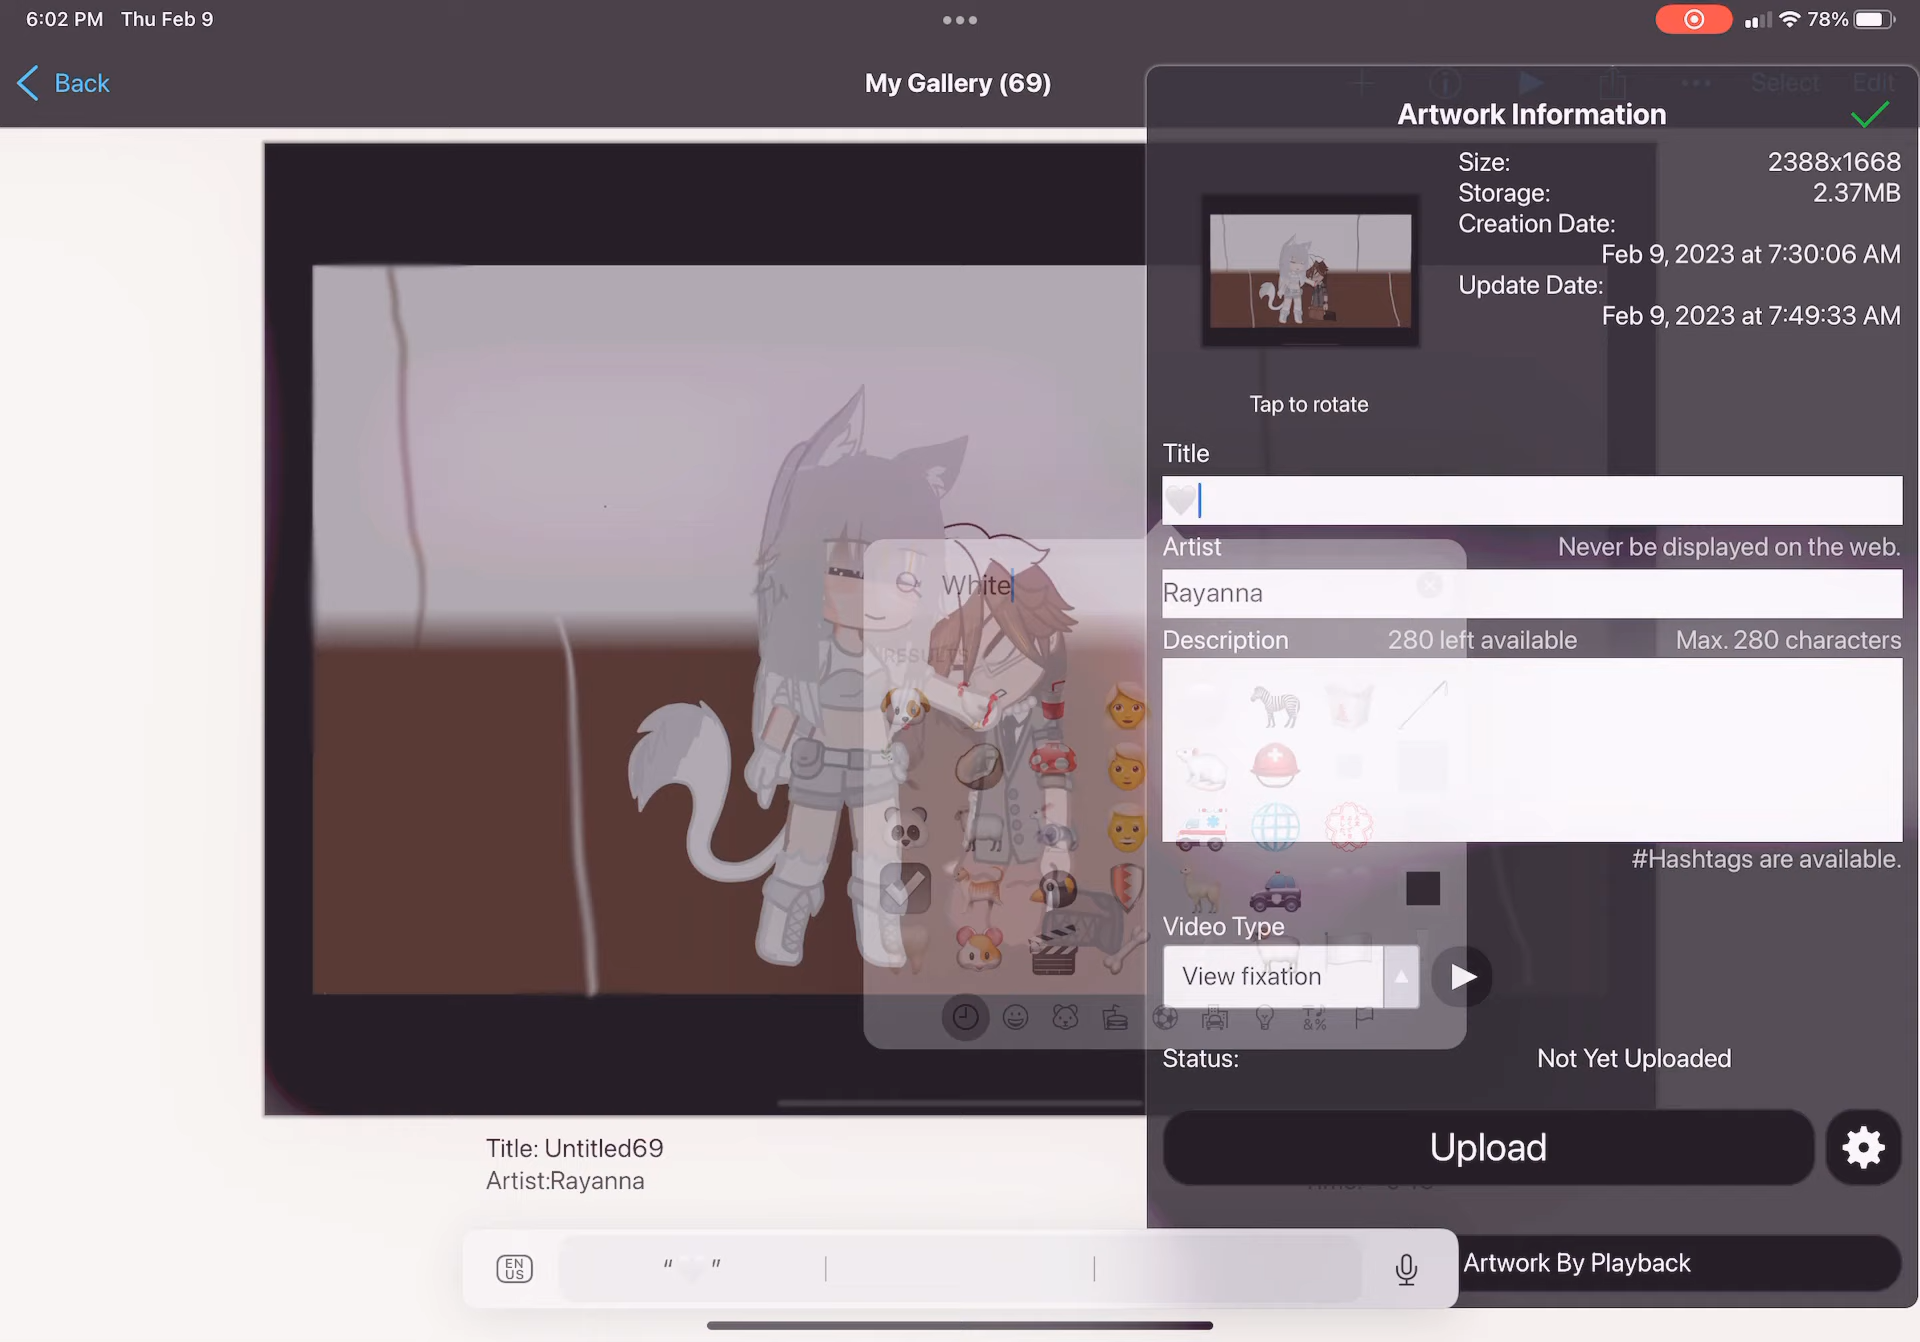 6:02 PM Thu Feb 9
78%
Back
My Gallery (69)
Select
Edit
Artwork Information
Size: 2388x1668
Storage: 2.37MB
Creation Date:
Feb 9, 2023 at 7:30:06 AM
Update Date:
Feb 9, 2023 at 7:49:33 AM
Tap to rotate
Title
🤍
Artist Never be displayed on the web.
White
Rayanna
Description 280 left available Max. 280 characters
RESULTS
#Hashtags are available.
Video Type
View fixation
Status: Not Yet Uploaded
Upload
Title: Untitled69
Artist:Rayanna
EN
US
“🤍”
Artwork By Playback